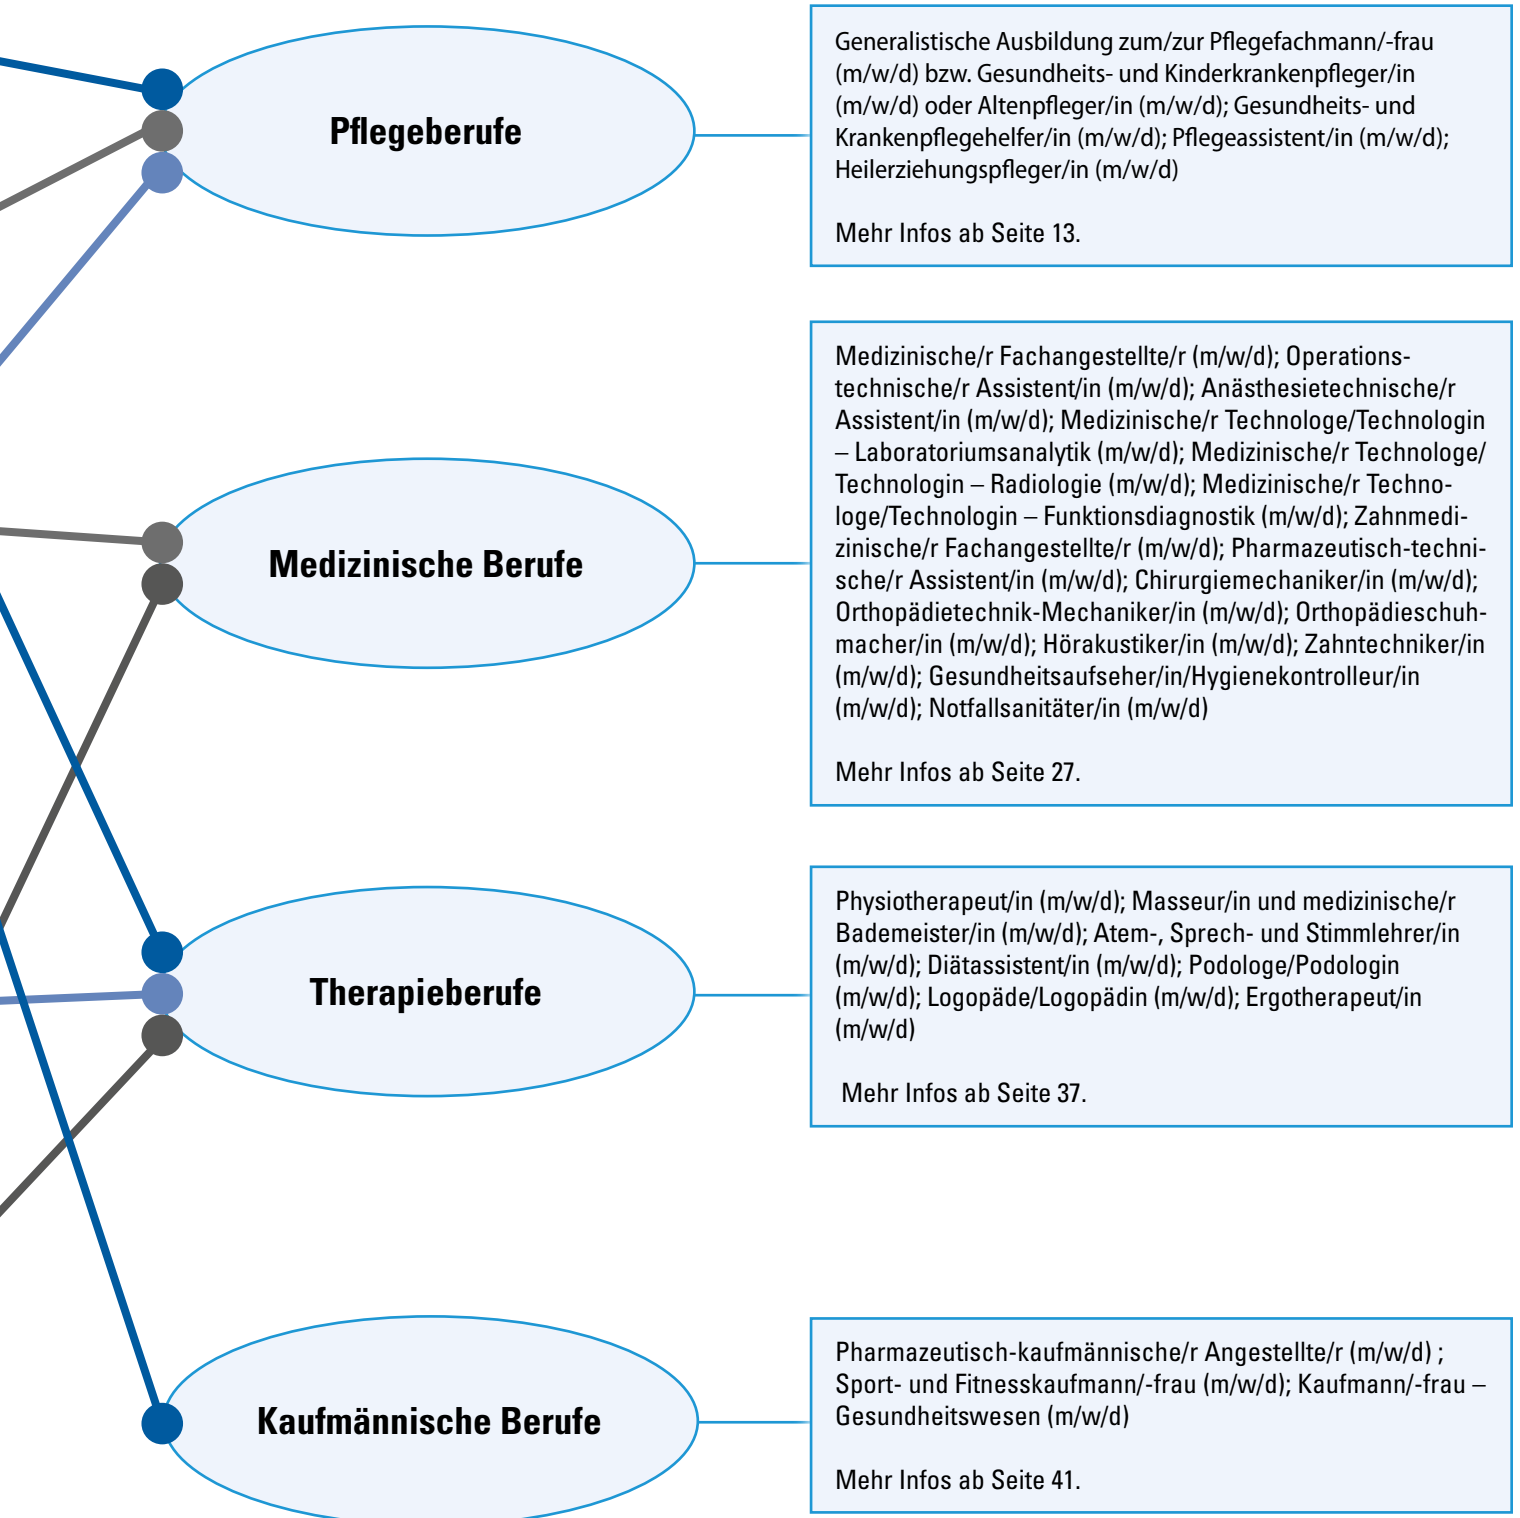 Pflegeberufe
Generalistische Ausbildung zum/zur Pflegefachmann/-frau
(m/w/d) bzw. Gesundheits- und Kinderkrankenpfleger/in
(m/w/d) oder Altenpfleger/in (m/w/d); Gesundheits- und
Krankenpflegehelfer/in (m/w/d); Pflegeassistent/in (m/w/d);
Heilerziehungspfleger/in (m/w/d)
Mehr Infos ab Seite 13.
Medizinische Berufe
Medizinische/r Fachangestellte/r (m/w/d); Operations-
technische/r Assistent/in (m/w/d); Anästhesietechnische/r
Assistent/in (m/w/d); Medizinische/r Technologe/Technologin
– Laboratoriumsanalytik (m/w/d); Medizinische/r Technologe/
Technologin – Radiologie (m/w/d); Medizinische/r Techno-
loge/Technologin – Funktionsdiagnostik (m/w/d); Zahnmedi-
zinische/r Fachangestellte/r (m/w/d); Pharmazeutisch-techni-
sche/r Assistent/in (m/w/d); Chirurgiemechaniker/in (m/w/d);
Orthopädietechnik-Mechaniker/in (m/w/d); Orthopädieschuh-
macher/in (m/w/d); Hörakustiker/in (m/w/d); Zahntechniker/in
(m/w/d); Gesundheitsaufseher/in/Hygienekontrolleur/in
(m/w/d); Notfallsanitäter/in (m/w/d)
Mehr Infos ab Seite 27.
Therapieberufe
Physiotherapeut/in (m/w/d); Masseur/in und medizinische/r
Bademeister/in (m/w/d); Atem-, Sprech- und Stimmlehrer/in
(m/w/d); Diätassistent/in (m/w/d); Podologe/Podologin
(m/w/d); Logopäde/Logopädin (m/w/d); Ergotherapeut/in
(m/w/d)
Mehr Infos ab Seite 37.
Kaufmännische Berufe
Pharmazeutisch-kaufmännische/r Angestellte/r (m/w/d) ;
Sport- und Fitnesskaufmann/-frau (m/w/d); Kaufmann/-frau –
Gesundheitswesen (m/w/d)
Mehr Infos ab Seite 41.